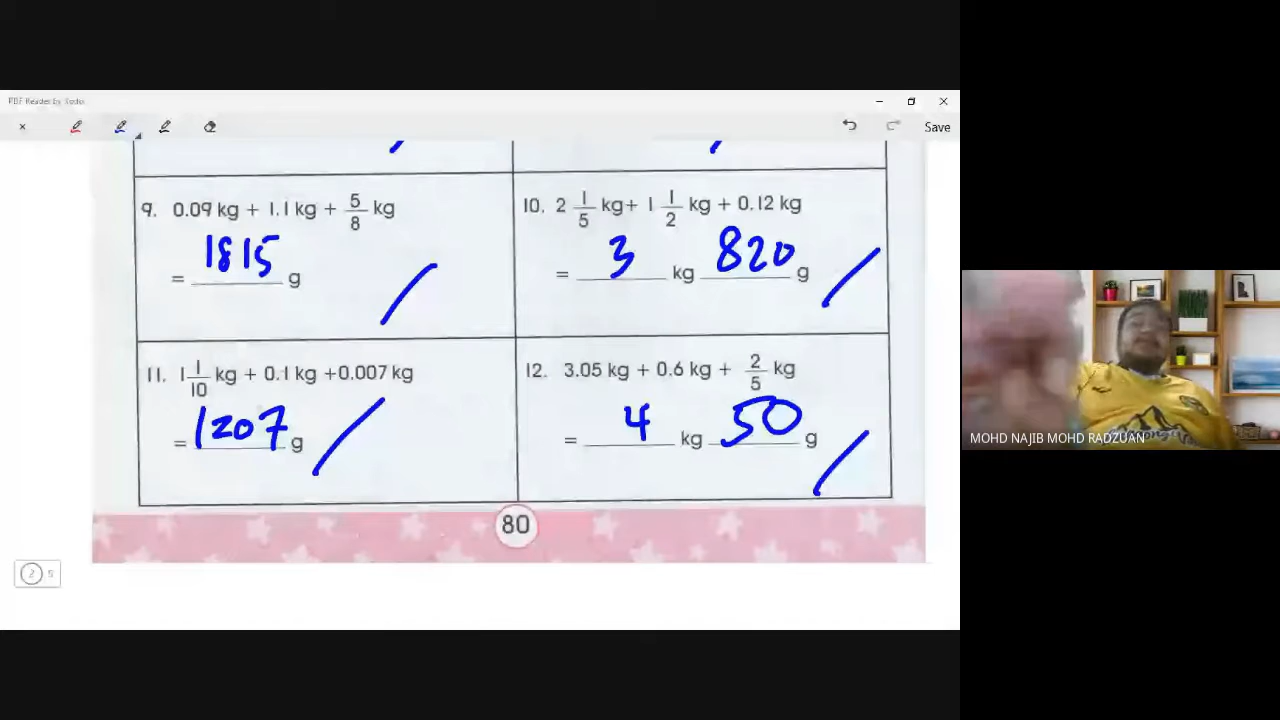 PDF Reader by Xodo
Save
9. 0.09 kg + 1.1 kg + 5/8 kg
= 1815 g
10. 2 1/5 kg + 1 1/2 kg + 0.12 kg
= 3 kg 820 g
11. 1 1/10 kg + 0.1 kg + 0.007 kg
= 1207 g
12. 3.05 kg + 0.6 kg + 2/5 kg
= 4 kg 50 g
80
2 5
MOHD NAJIB MOHD RADZUAN